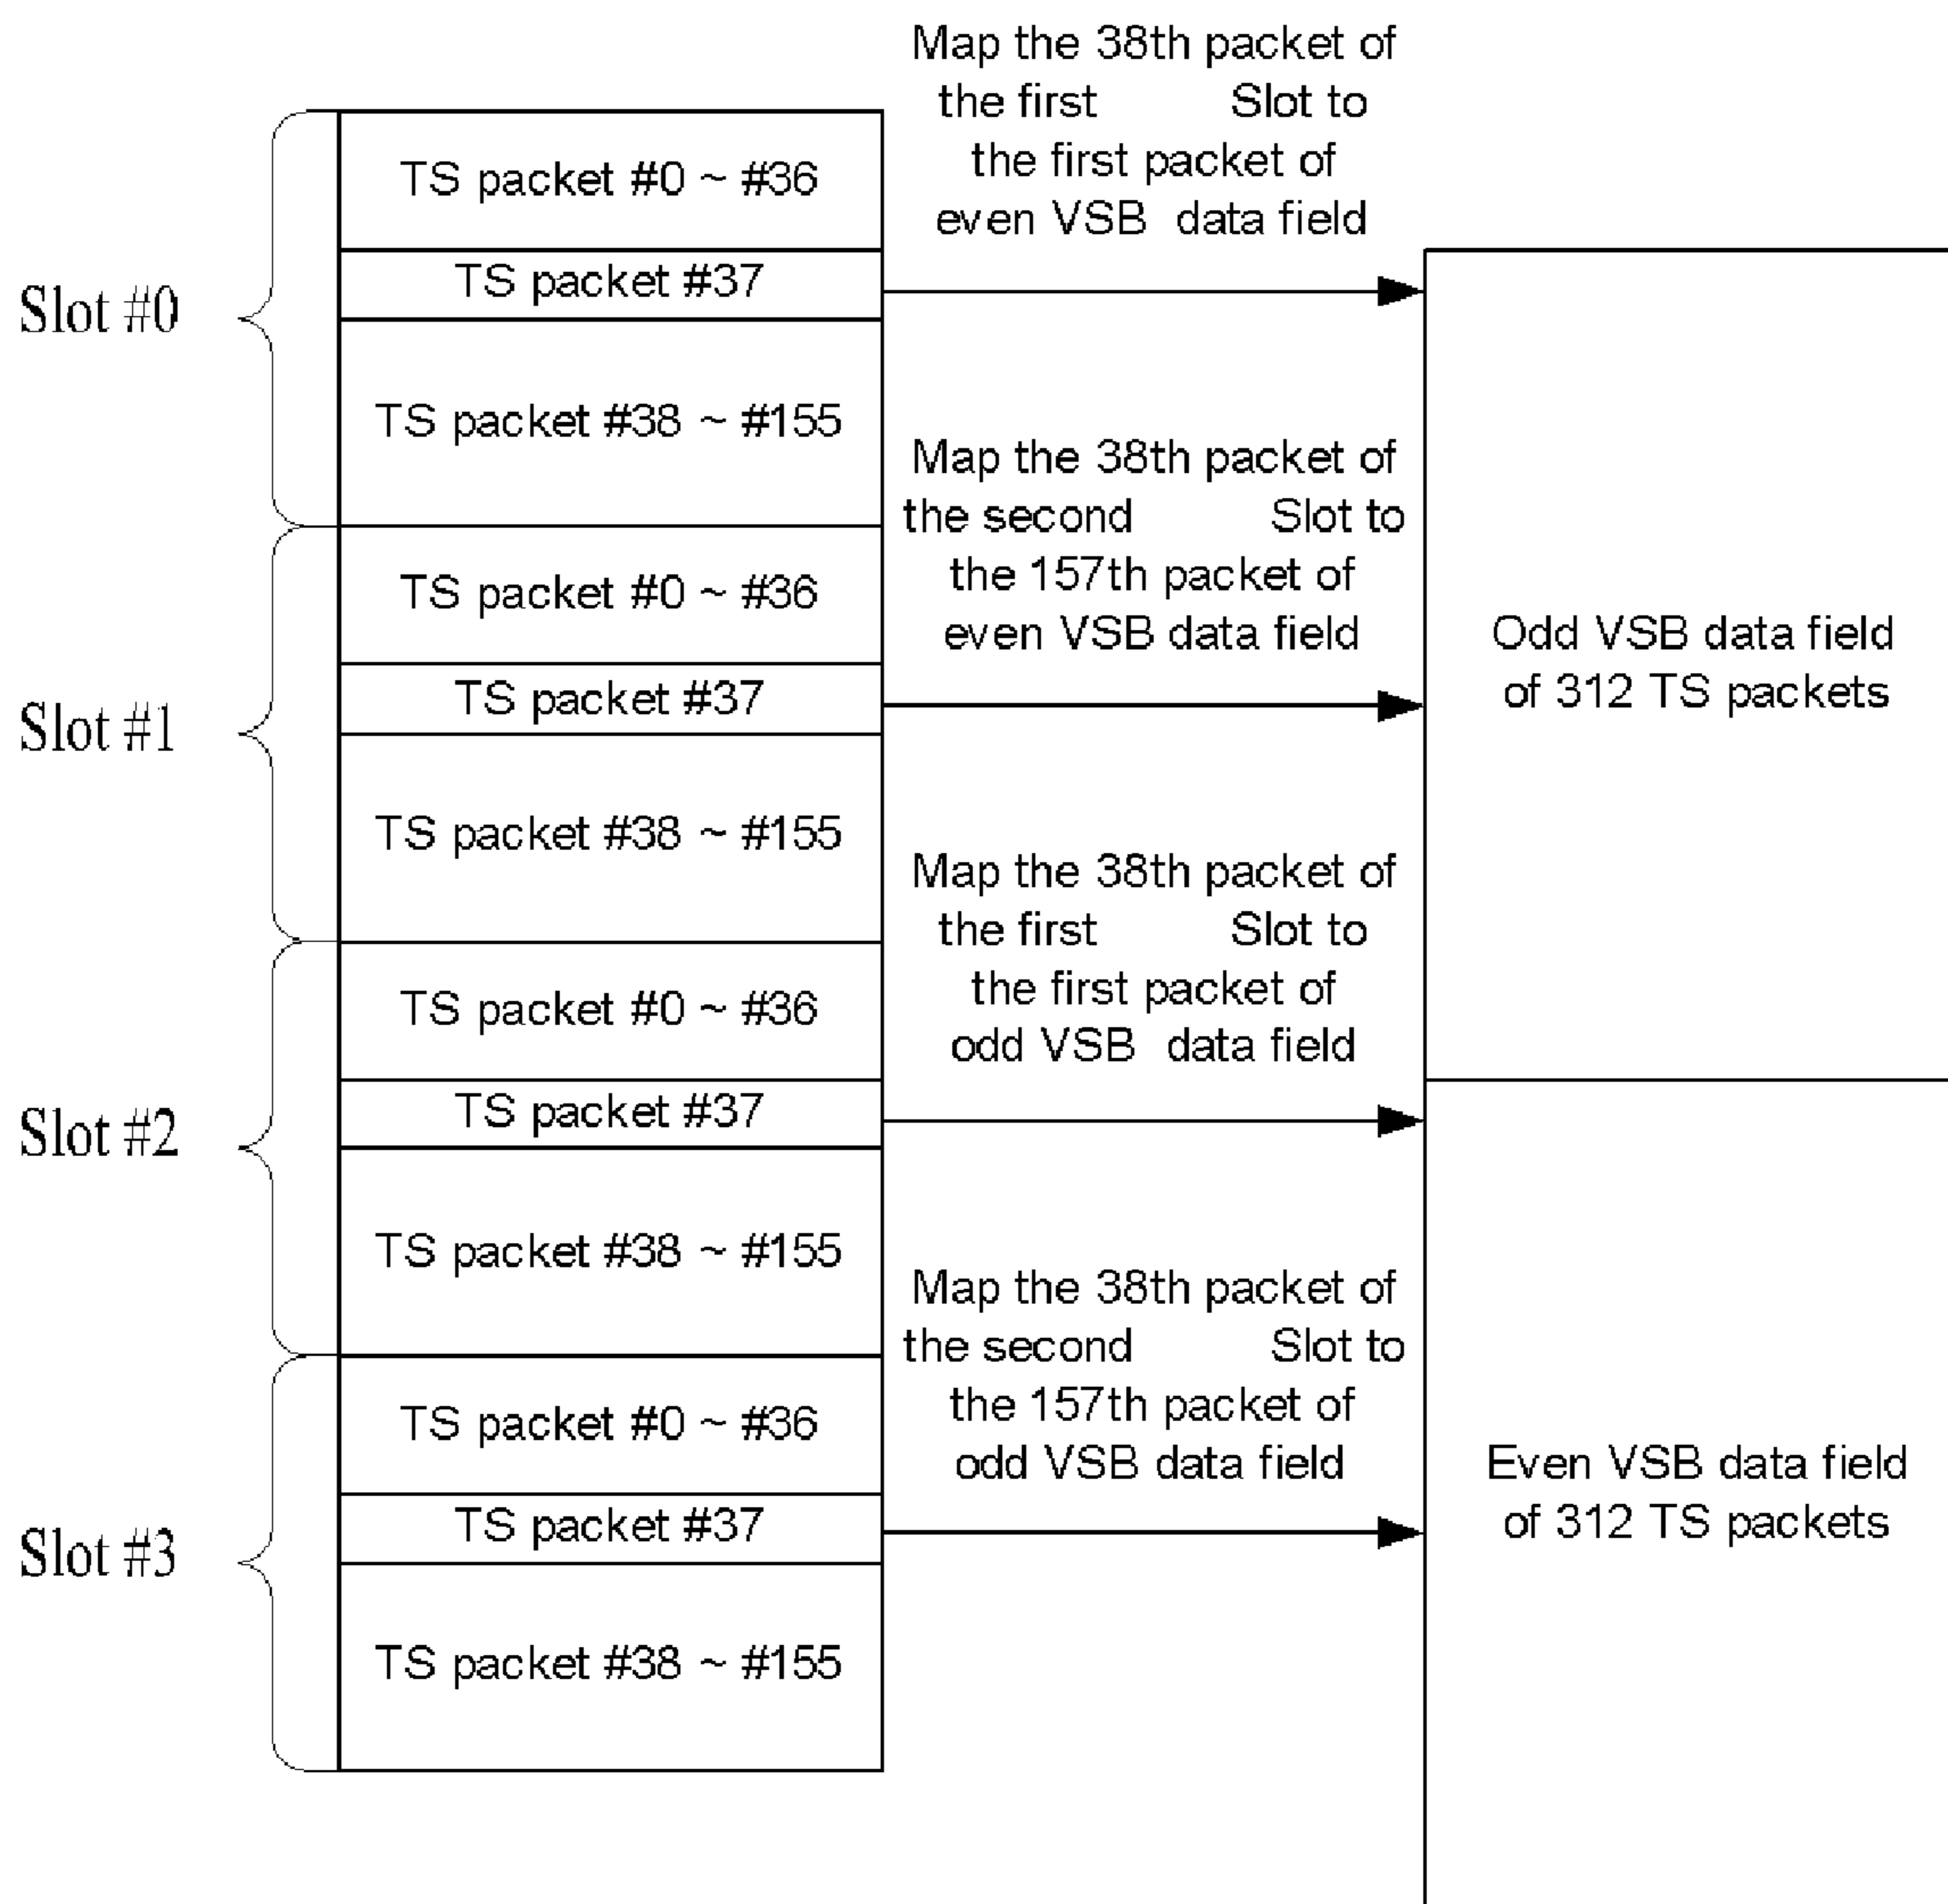 Map the 38th packet of
the first Slot to
the first packet of
even VSB data field
TS packet #0 ~ #36
TS packet #37
Slot #0
TS packet #38 ~ #155
Map the 38th packet of
the second Slot to
the 157th packet of
even VSB data field
TS packet #0 ~ #36
Odd VSB data field
of 312 TS packets
TS packet #37
Slot #1
TS packet #38 ~ #155
Map the 38th packet of
the first Slot to
the first packet of
odd VSB data field
TS packet #0 ~ #36
TS packet #37
Slot #2
TS packet #38 ~ #155
Map the 38th packet of
the second Slot to
the 157th packet of
odd VSB data field
TS packet #0 ~ #36
Even VSB data field
of 312 TS packets
TS packet #37
Slot #3
TS packet #38 ~ #155